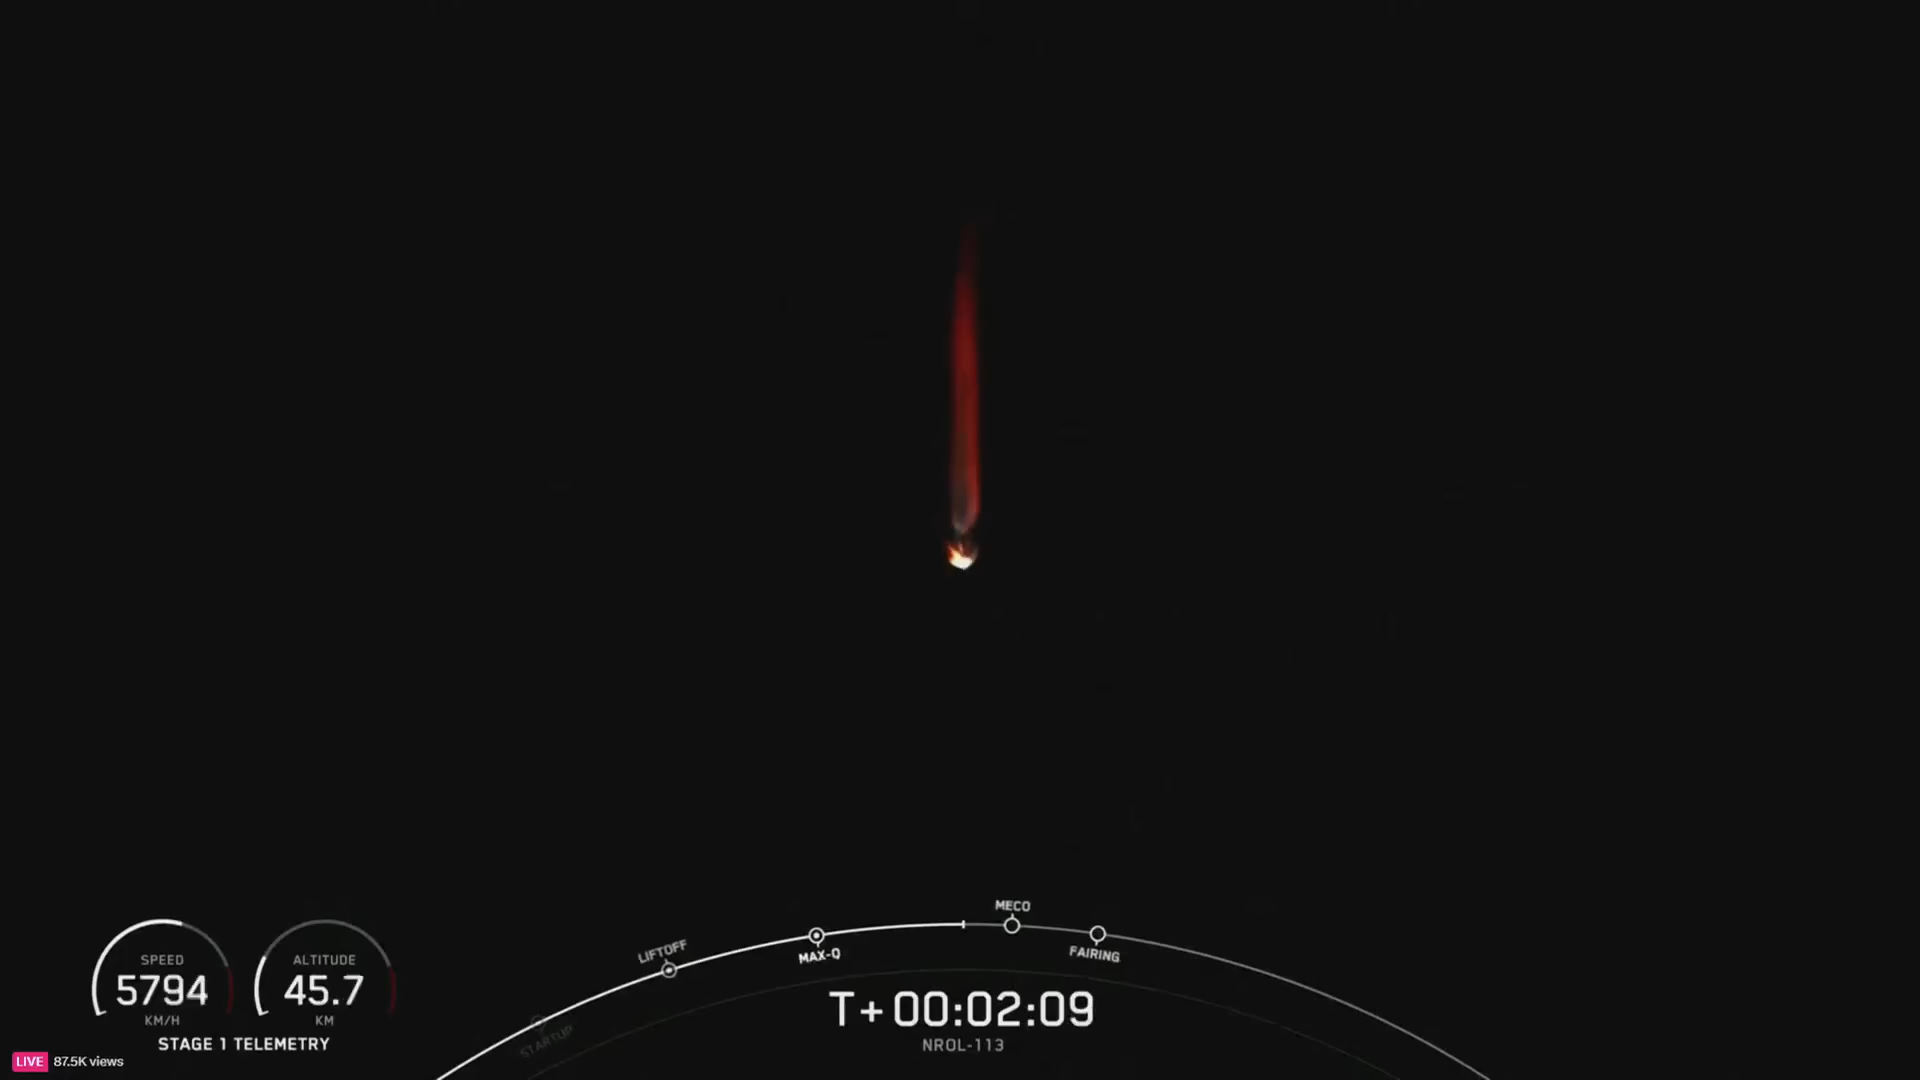 MECO
LIFTOFF
MAX-Q
FAIRING
STARTUP
SPEED
5794
KM/H
ALTITUDE
45.7
KM
STAGE 1 TELEMETRY
T+00:02:09
NROL-113
LIVE 87.5K views